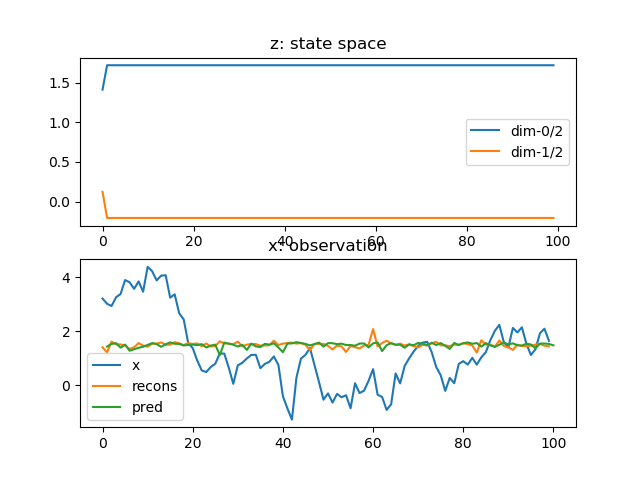 z: state space
1.5
1.0
0.5
0.0
dim-0/2
dim-1/2
0 20 40 60 80 100
x: observation
4
2
0
x
recons
pred
0 20 40 60 80 100